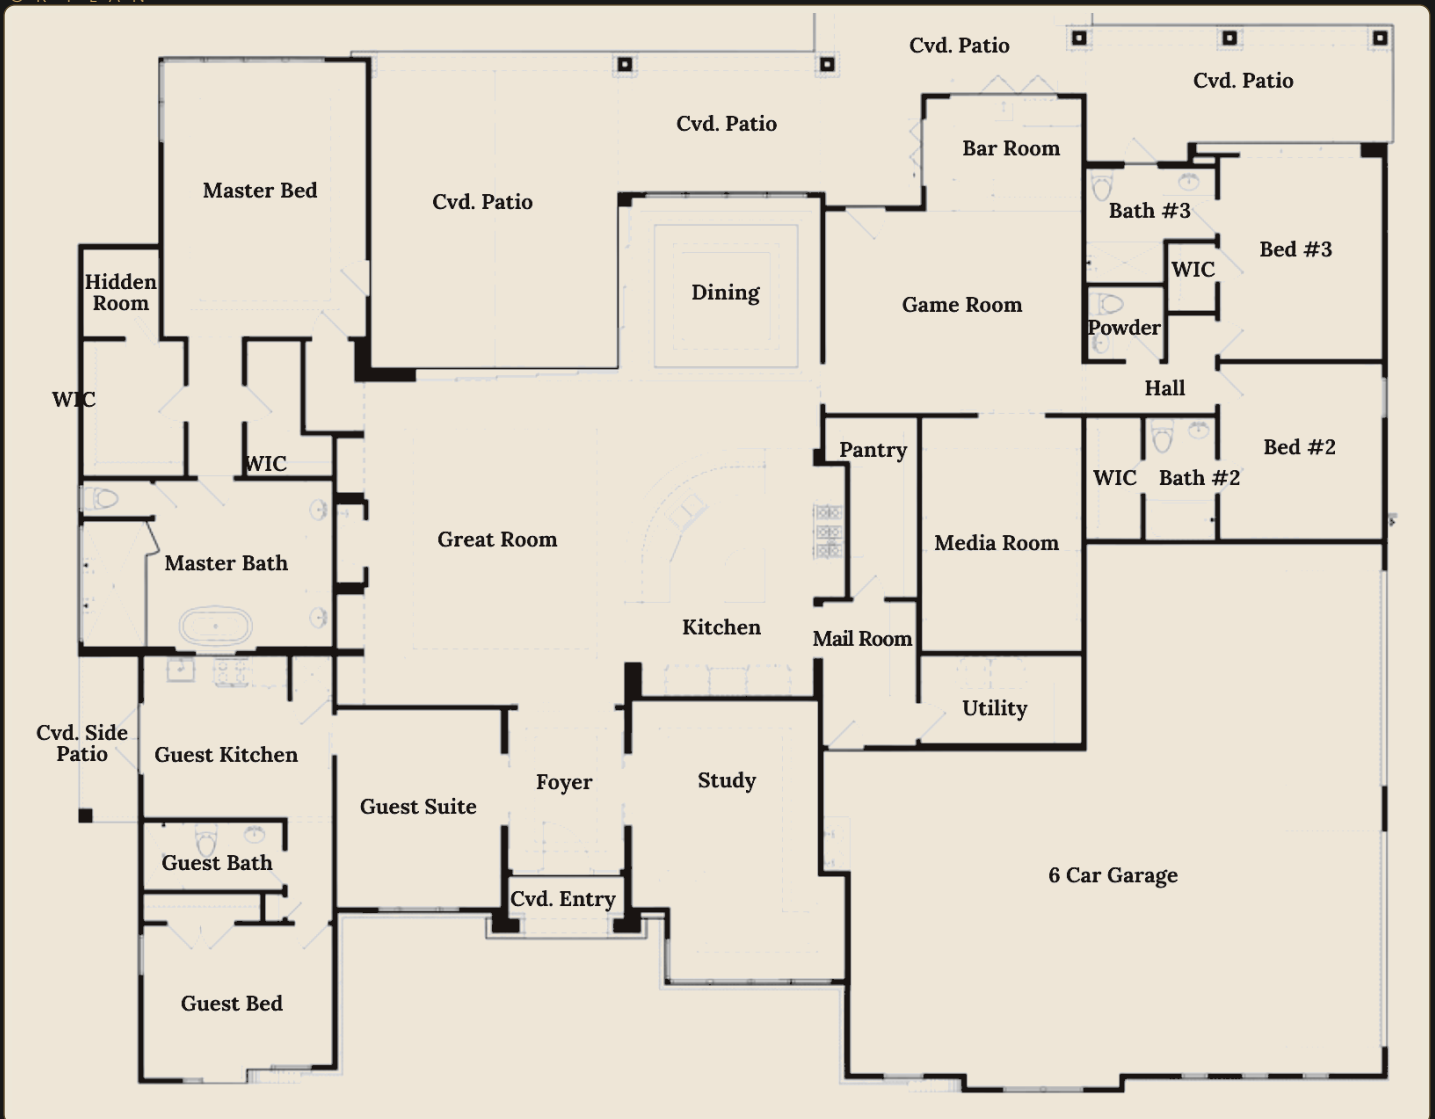 Cvd. Patio
Cvd. Patio
Cvd. Patio
Bar Room
Master Bed
Cvd. Patio
Bath #3
Bed #3
WIC
Hidden
Room
Dining
Game Room
Powder
Hall
WIC
WIC
Pantry
Bed #2
WIC
Bath #2
Great Room
Media Room
Master Bath
Kitchen
Mail Room
Utility
Cvd. Side
Patio
Guest Kitchen
Foyer
Study
Guest Suite
Guest Bath
6 Car Garage
Cvd. Entry
Guest Bed